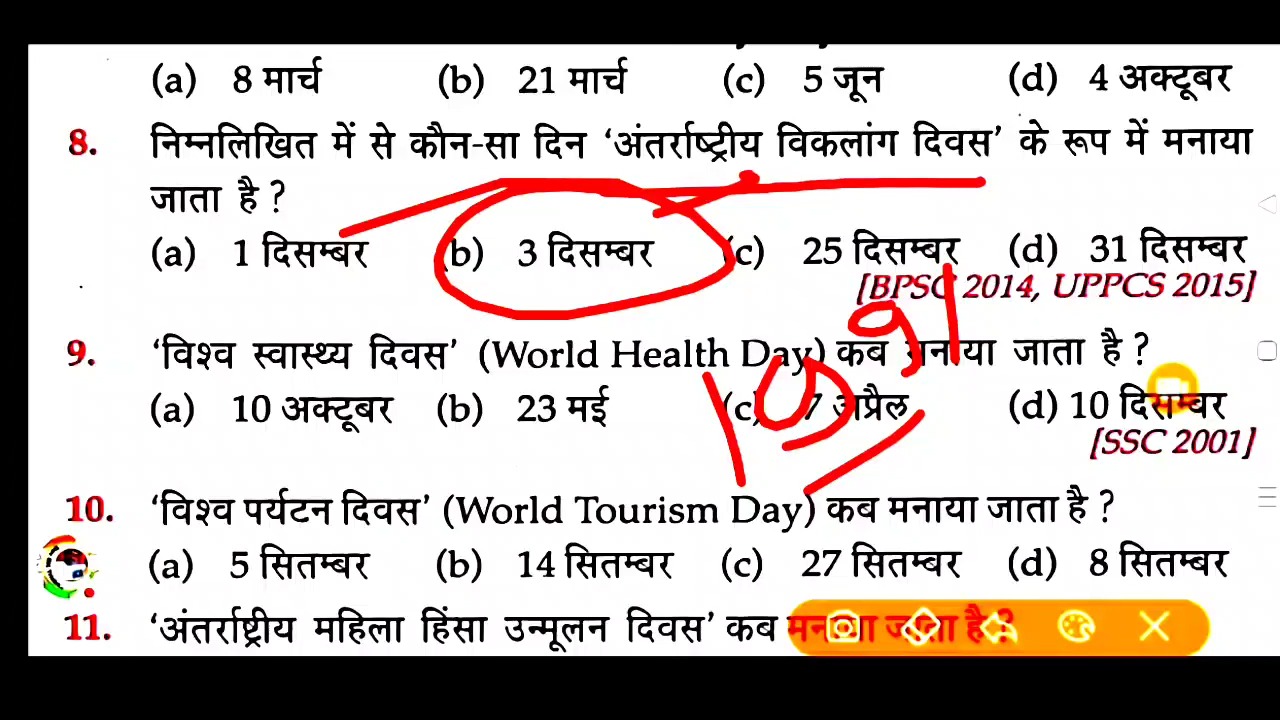 (a) 8 मार्च (b) 21 मार्च (c) 5 जून (d) 4 अक्टूबर
8. निम्नलिखित में से कौन-सा दिन ‘अंतर्राष्ट्रीय विकलांग दिवस’ के रूप में मनाया
जाता है ?
(a) 1 दिसम्बर (b) 3 दिसम्बर (c) 25 दिसम्बर (d) 31 दिसम्बर
[BPSC 2014, UPPCS 2015]
9. ‘विश्व स्वास्थ्य दिवस’ (World Health Day) कब मनाया जाता है ?
(a) 10 अक्टूबर (b) 23 मई (c) 7 अप्रैल (d) 10 दिसम्बर
[SSC 2001]
10. ‘विश्व पर्यटन दिवस’ (World Tourism Day) कब मनाया जाता है ?
(a) 5 सितम्बर (b) 14 सितम्बर (c) 27 सितम्बर (d) 8 सितम्बर
11. ‘अंतर्राष्ट्रीय महिला हिंसा उन्मूलन दिवस’ कब मनाया जाता है ?